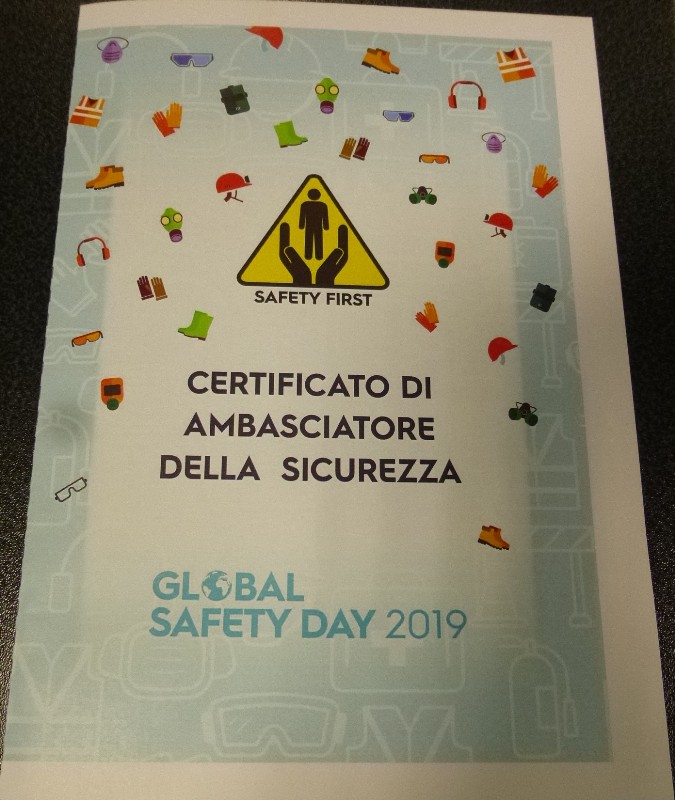 SAFETY FIRST
CERTIFICATO DI
AMBASCIATORE
DELLA SICUREZZA
GLOBAL
SAFETY DAY 2019